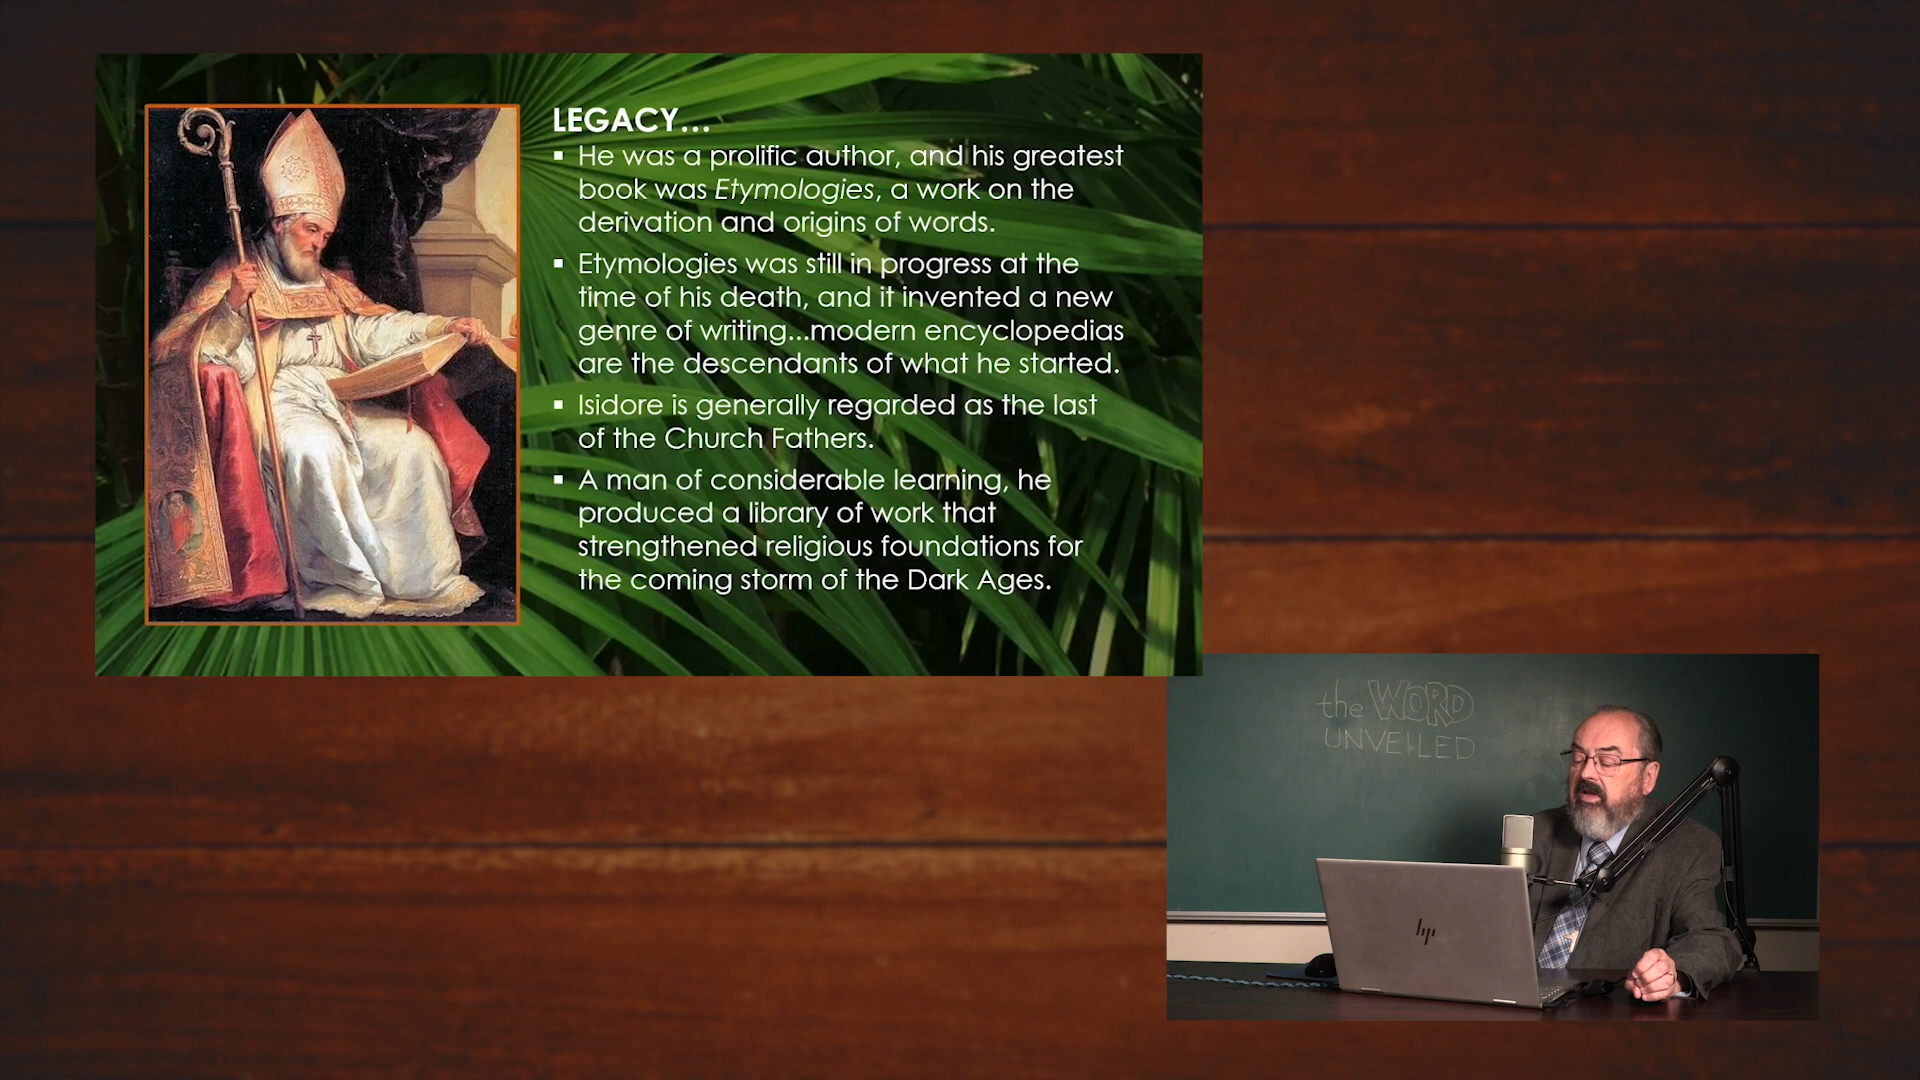 LEGACY…
▪ He was a prolific author, and his greatest
book was Etymologies, a work on the
derivation and origins of words.
▪ Etymologies was still in progress at the
time of his death, and it invented a new
genre of writing...modern encyclopedias
are the descendants of what he started.
▪ Isidore is generally regarded as the last
of the Church Fathers.
▪ A man of considerable learning, he
produced a library of work that
strengthened religious foundations for
the coming storm of the Dark Ages.
the WORD
UNVEILED
hp